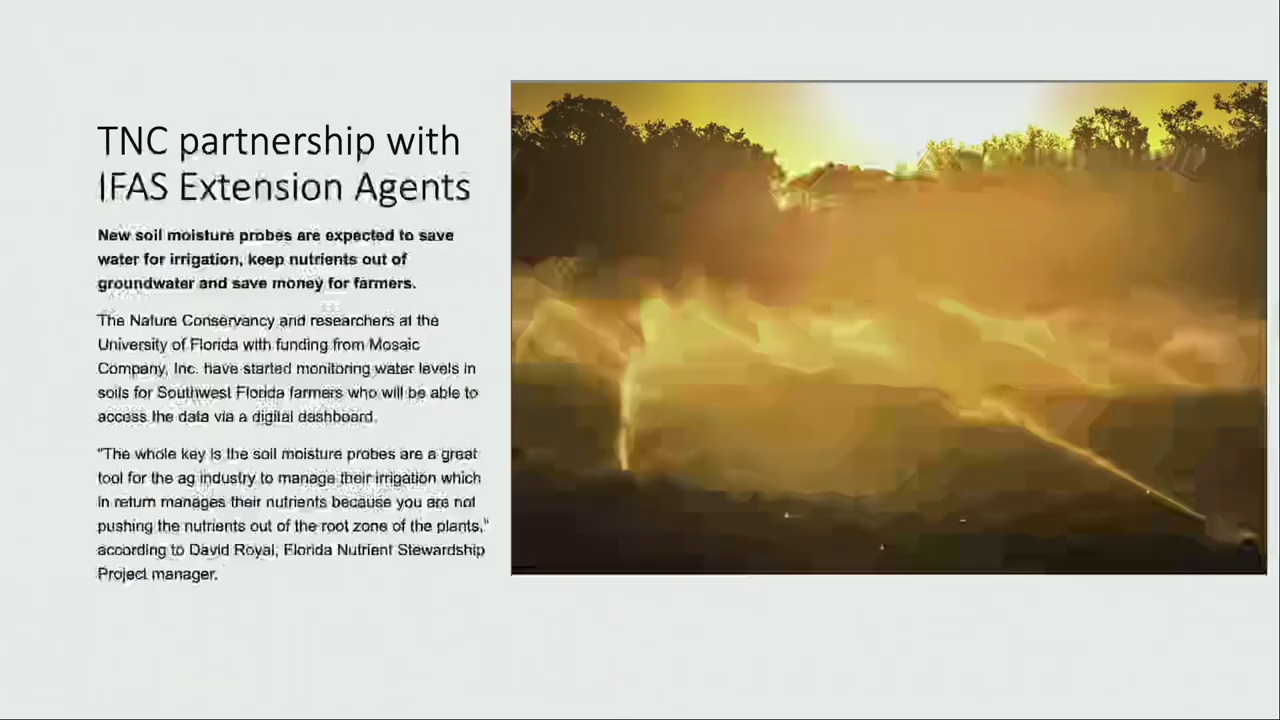 TNC partnership with
IFAS Extension Agents
New soil moisture probes are expected to save
water for irrigation, keep nutrients out of
groundwater and save money for farmers.
The Nature Conservancy and researchers at the
University of Florida with funding from Mosaic
Company, Inc. have started monitoring water levels in
soils for Southwest Florida farmers who will be able to
access the data via a digital dashboard.
"The whole key is the soil moisture probes are a great
tool for the ag industry to manage their irrigation which
in return manages their nutrients because you are not
pushing the nutrients out of the root zone of the plants,"
according to David Royal, Florida Nutrient Stewardship
Project manager.